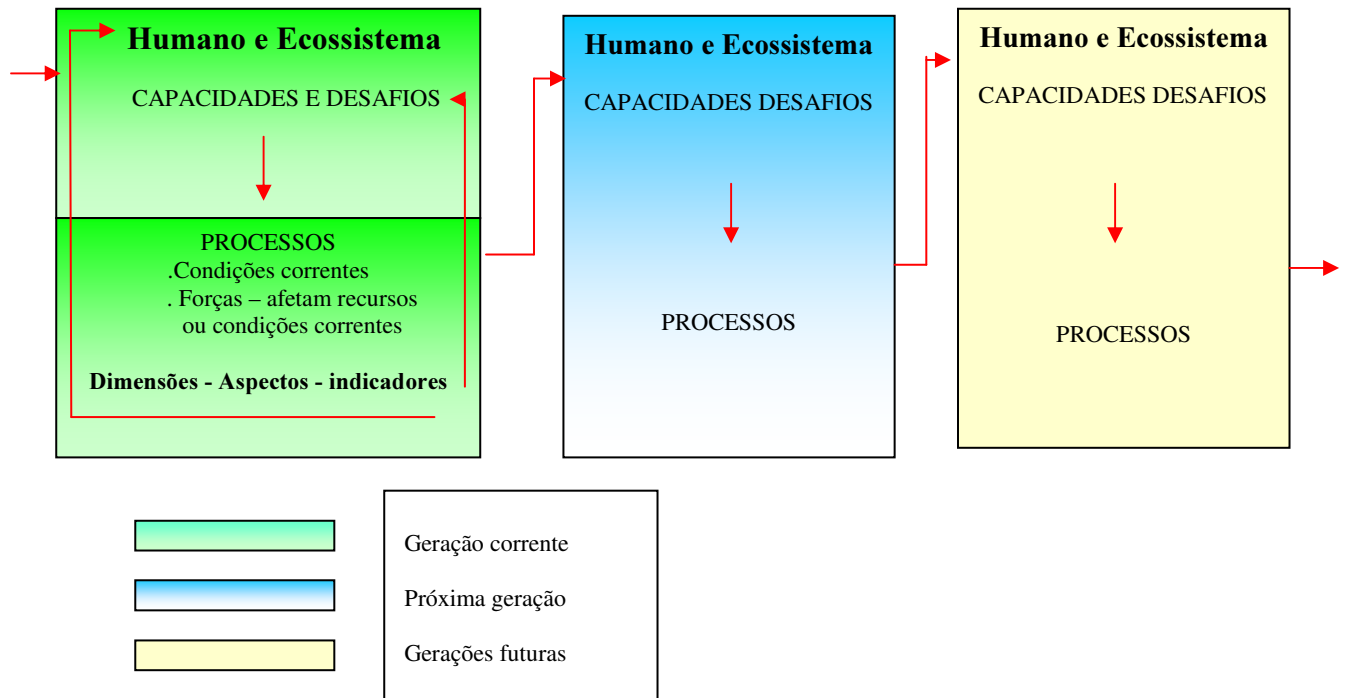 Humano e Ecossistema
CAPACIDADES E DESAFIOS
PROCESSOS
.Condições correntes
. Forças – afetam recursos
ou condições correntes
Dimensões - Aspectos - indicadores
Humano e Ecossistema
CAPACIDADES DESAFIOS
PROCESSOS
Humano e Ecossistema
CAPACIDADES DESAFIOS
PROCESSOS
Geração corrente
Próxima geração
Gerações futuras